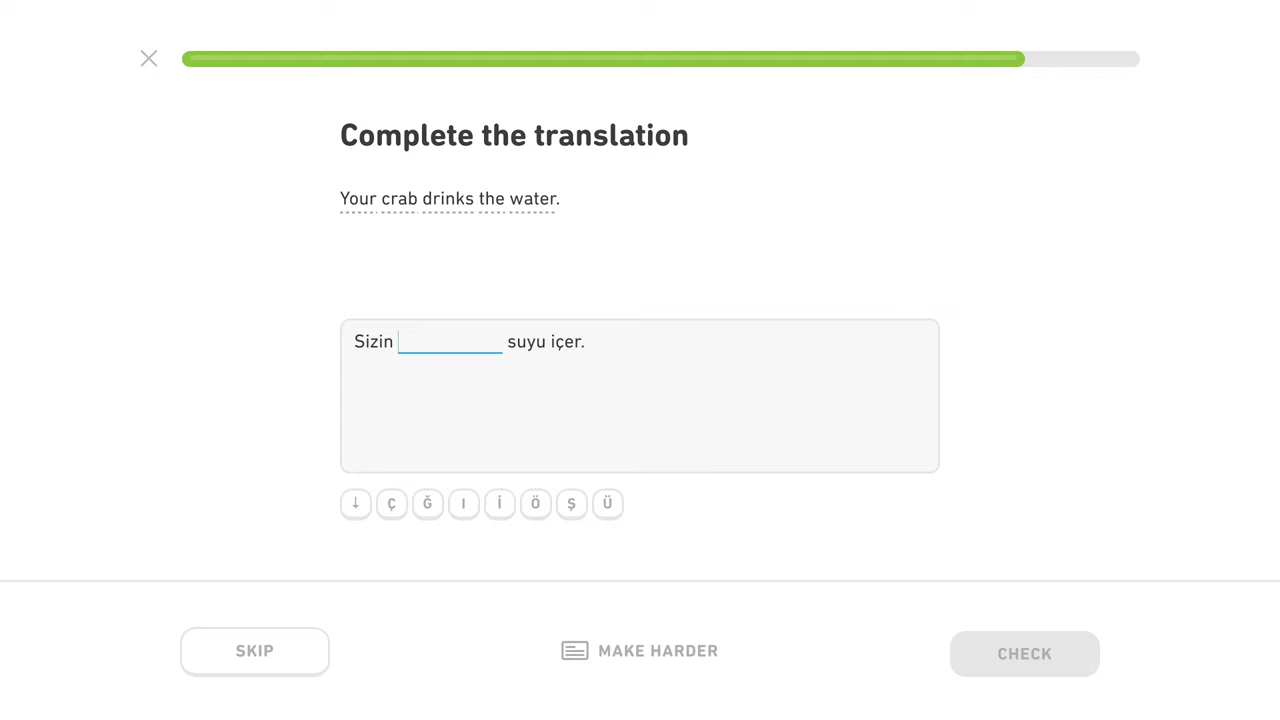 Complete the translation
Your crab drinks the water.
Sizin suyu içer.
↓ Ç Ğ I İ Ö Ş Ü
SKIP
MAKE HARDER
CHECK